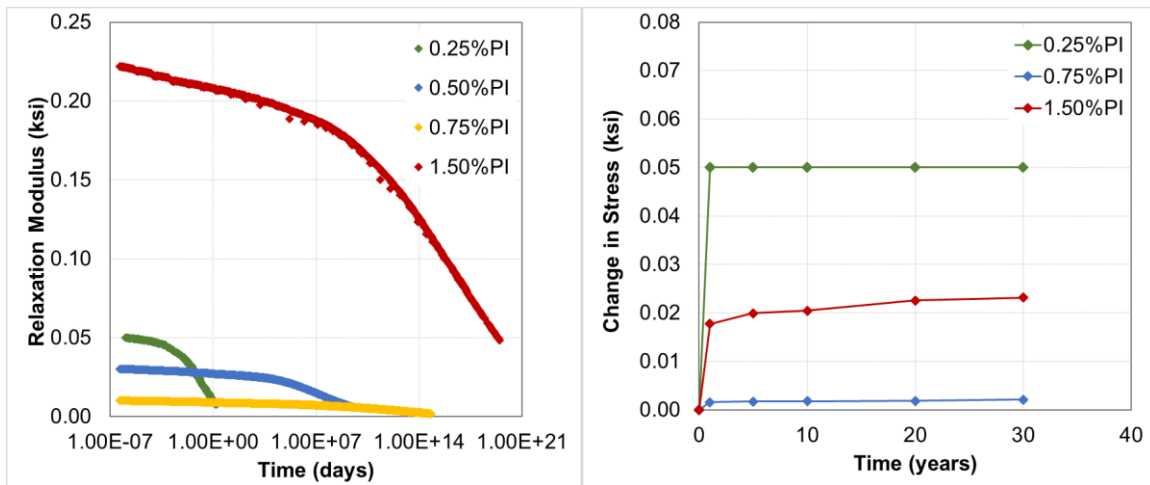 0.25
0.20
0.15
0.10
0.05
0.00
Relaxation Modulus (ksi)
0.25%PI
0.50%PI
0.75%PI
1.50%PI
1.00E-07 1.00E+00 1.00E+07 1.00E+14 1.00E+21
Time (days)
0.08
0.07
0.06
0.05
0.04
0.03
0.02
0.01
0.00
Change in Stress (ksi)
0.25%PI
0.75%PI
1.50%PI
0 10 20 30 40
Time (years)